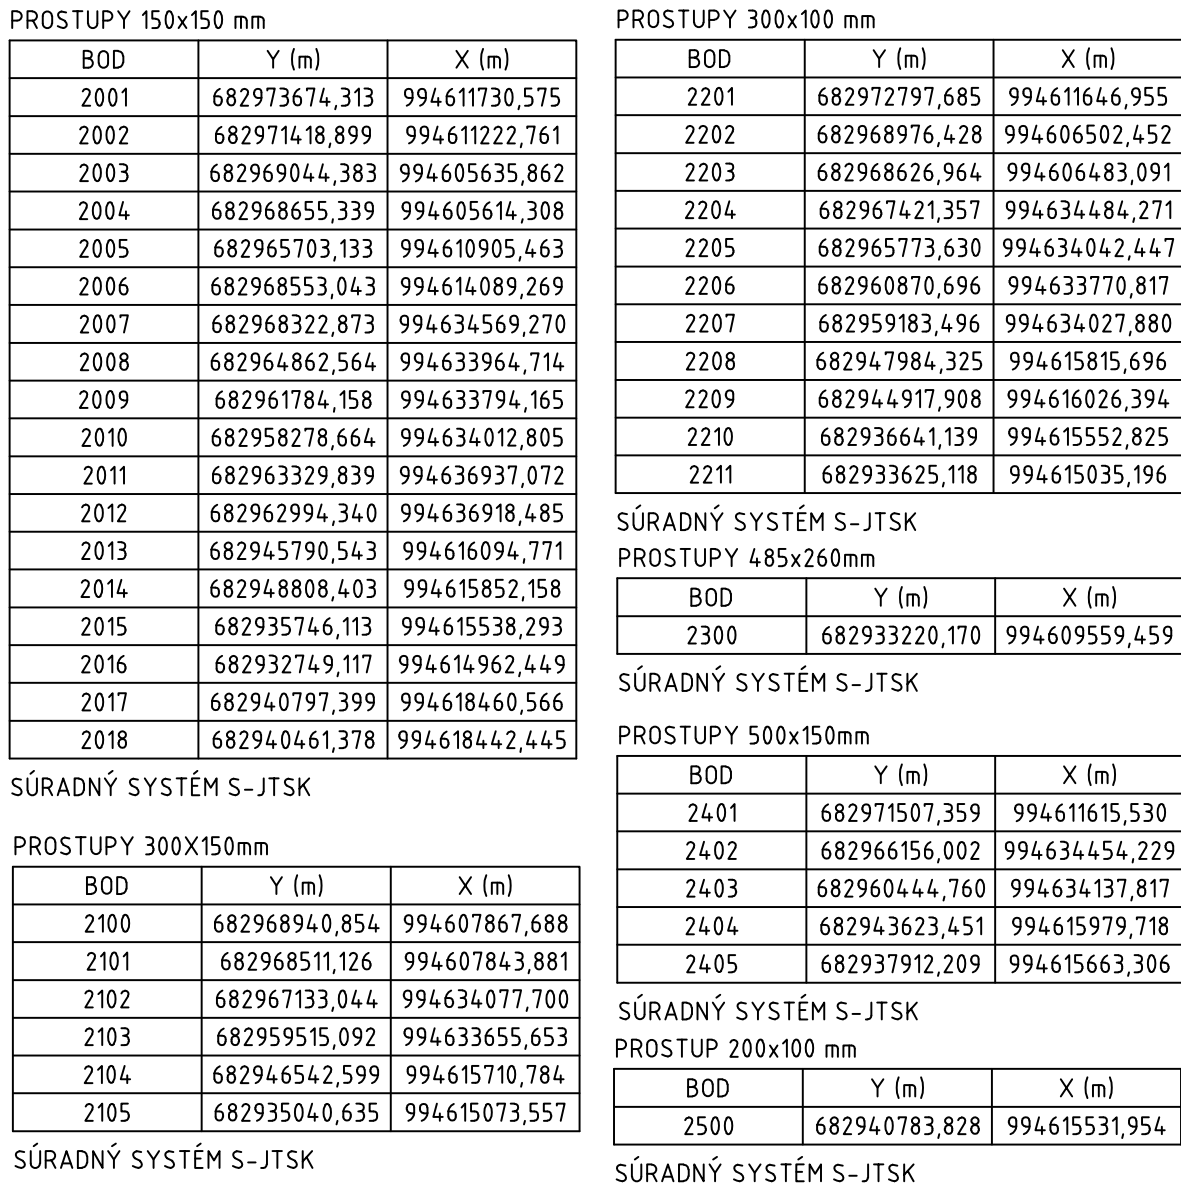 PROSTUPY 150x150 mm
BOD Y (m) X (m)
2001 682973674,313 994611730,575
2002 682971418,899 994611222,761
2003 682969044,383 994605635,862
2004 682968655,339 994605614,308
2005 682965703,133 994610905,463
2006 682968553,043 994614089,269
2007 682968322,873 994634569,270
2008 682964862,564 994633964,714
2009 682961784,158 994633794,165
2010 682958278,664 994634012,805
2011 682963329,839 994636937,072
2012 682962994,340 994636918,485
2013 682945790,543 994616094,771
2014 682948808,403 994615852,158
2015 682935746,113 994615538,293
2016 682932749,117 994614962,449
2017 682940797,399 994618460,566
2018 682940461,378 994618442,445
SÚRADNÝ SYSTÉM S-JTSK
PROSTUPY 300X150mm
BOD Y (m) X (m)
2100 682968940,854 994607867,688
2101 682968511,126 994607843,881
2102 682967133,044 994634077,700
2103 682959515,092 994633655,653
2104 682946542,599 994615710,784
2105 682935040,635 994615073,557
SÚRADNÝ SYSTÉM S-JTSK
PROSTUPY 300x100 mm
BOD Y (m) X (m)
2201 682972797,685 994611646,955
2202 682968976,428 994606502,452
2203 682968626,964 994606483,091
2204 682967421,357 994634484,271
2205 682965773,630 994634042,447
2206 682960870,696 994633770,817
2207 682959183,496 994634027,880
2208 682947984,325 994615815,696
2209 682944917,908 994616026,394
2210 682936641,139 994615552,825
2211 682933625,118 994615035,196
SÚRADNÝ SYSTÉM S-JTSK
PROSTUPY 485x260mm
BOD Y (m) X (m)
2300 682933220,170 994609559,459
SÚRADNÝ SYSTÉM S-JTSK
PROSTUPY 500x150mm
BOD Y (m) X (m)
2401 682971507,359 994611615,530
2402 682966156,002 994634454,229
2403 682960444,760 994634137,817
2404 682943623,451 994615979,718
2405 682937912,209 994615663,306
SÚRADNÝ SYSTÉM S-JTSK
PROSTUP 200x100 mm
BOD Y (m) X (m)
2500 682940783,828 994615531,954
SÚRADNÝ SYSTÉM S-JTSK